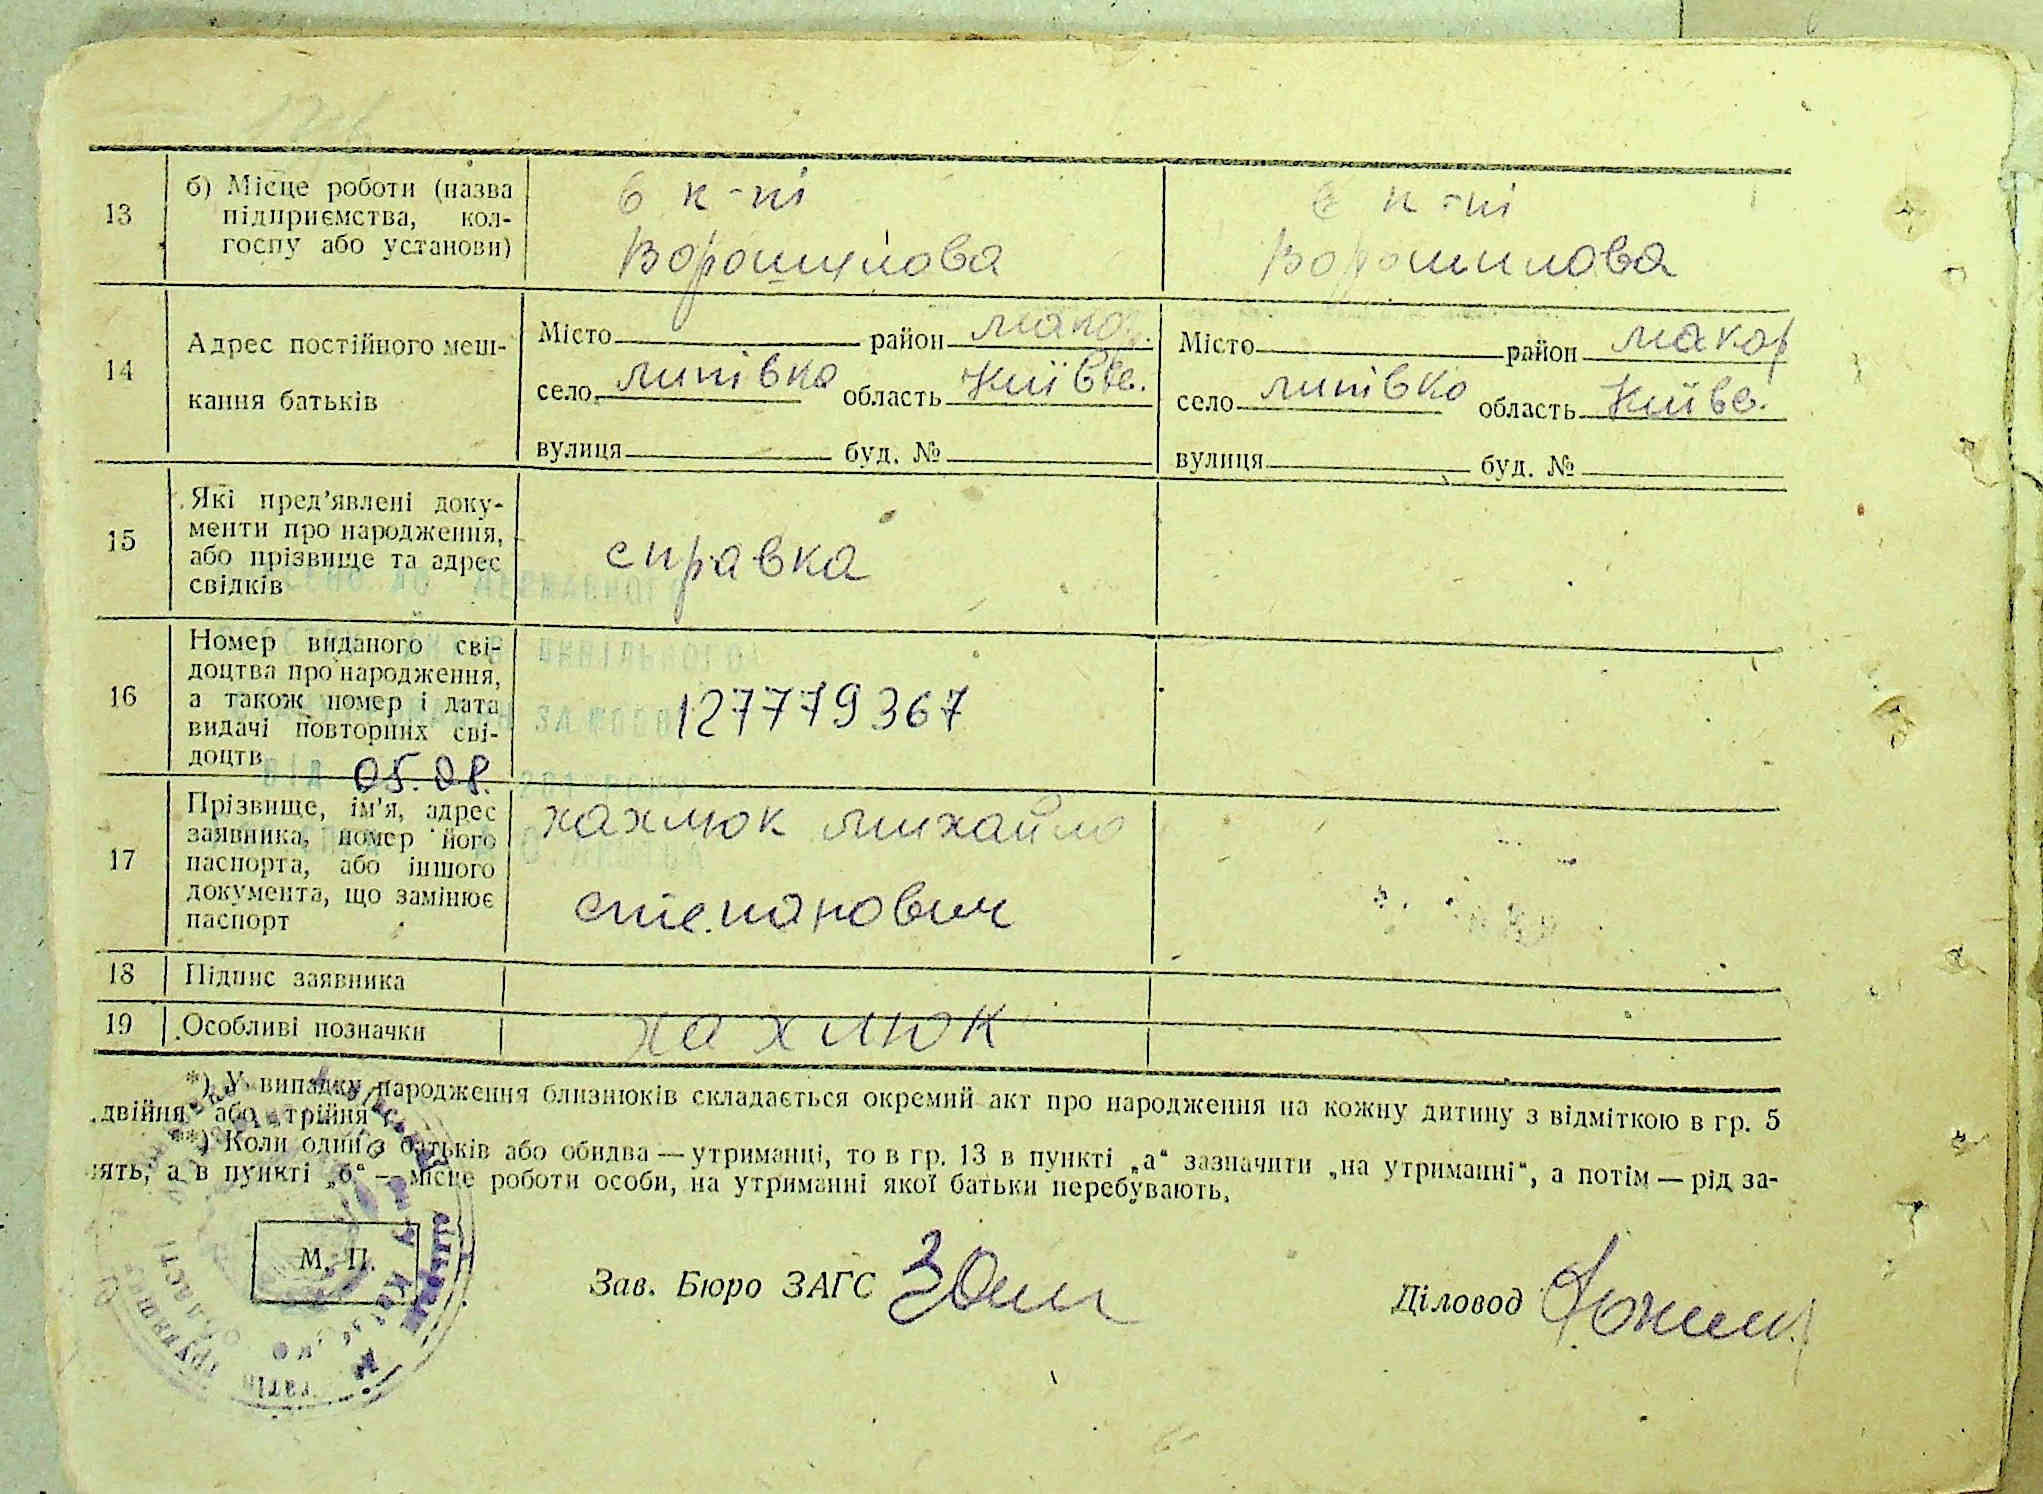 13
б) Місце роботи (назва
підприємства, кол-
госпу або установи)
в к-пі
Ворошилова
в к-пі
Ворошилова
14
Адрес постійного меш-
кання батьків
Місто район Макар.
село Липівка область Київс.
вулиця буд. №
Місто район Макар
село Липівка область Київс.
вулиця буд. №
15
Які пред’явлені доку-
менти про народження,
або прізвище та адрес
свідків
справка
16
Номер виданого сві-
доцтва про народження,
а також номер і дата
видачі повторних сві-
доцтв 05.08.
127779367
17
Прізвище, ім’я, адрес
заявника, номер його
паспорта, або іншого
документа, що замінює
паспорт
Хахлюк Михайло
Степанович
18
Підпис заявника
19
Особливі позначки
Хахлюк
*) У випадку народження близнюків складається окремий акт про народження на кожну дитину з відміткою в гр. 5
„двійня“ або „трійня“
**) Коли один з батьків або обидва — утриманці, то в гр. 13 в пункті „а“ зазначити „на утриманні“, а потім — рід за-
нять, а в пункті „б“ — місце роботи особи, на утриманні якої батьки перебувають.
М. П.
Зав. Бюро ЗАГС
Діловод